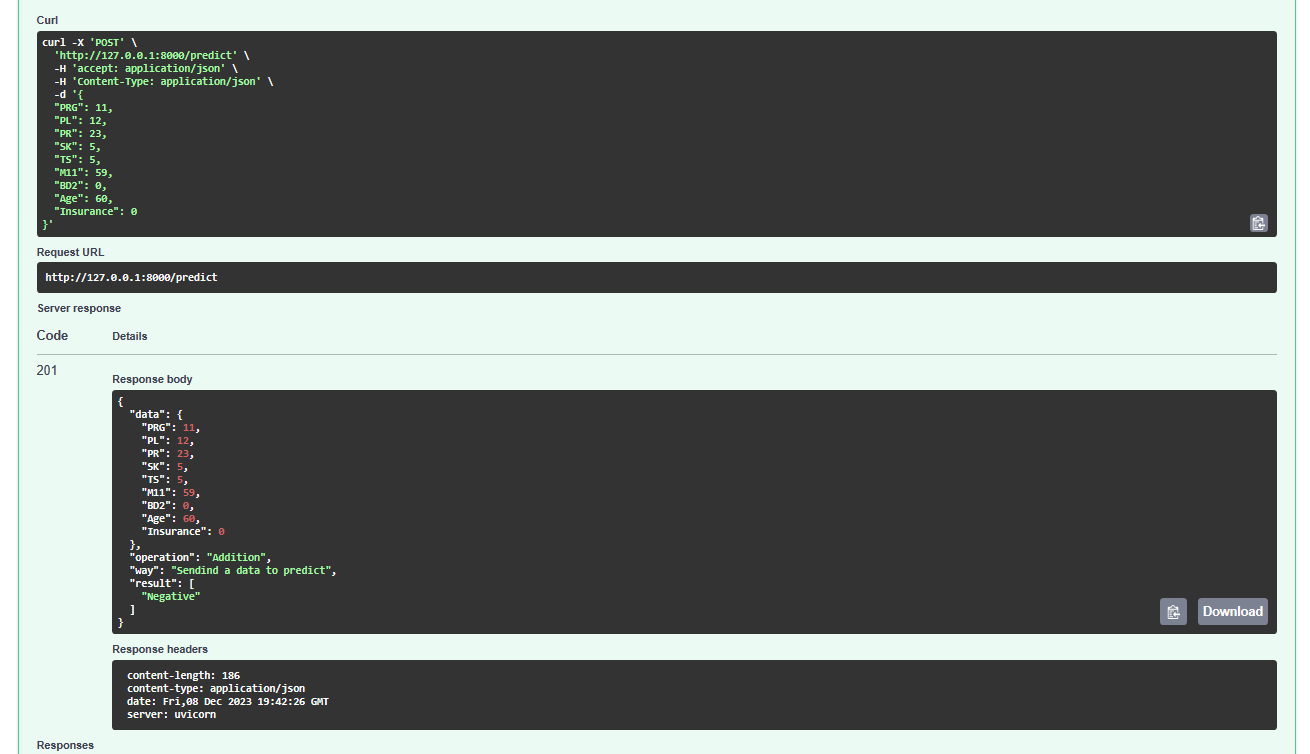 Curl
curl -X 'POST' \
  'http://127.0.0.1:8000/predict' \
  -H 'accept: application/json' \
  -H 'Content-Type: application/json' \
  -d '{
  "PRG": 11,
  "PL": 12,
  "PR": 23,
  "SK": 5,
  "TS": 5,
  "M11": 59,
  "BD2": 0,
  "Age": 60,
  "Insurance": 0
}'
Request URL
http://127.0.0.1:8000/predict
Server response
Code Details
201
Response body
{
  "data": {
    "PRG": 11,
    "PL": 12,
    "PR": 23,
    "SK": 5,
    "TS": 5,
    "M11": 59,
    "BD2": 0,
    "Age": 60,
    "Insurance": 0
  },
  "operation": "Addition",
  "way": "Sendind a data to predict",
  "result": [
    "Negative"
  ]
}
Download
Response headers
content-length: 186
content-type: application/json
date: Fri,08 Dec 2023 19:42:26 GMT
server: uvicorn
Responses